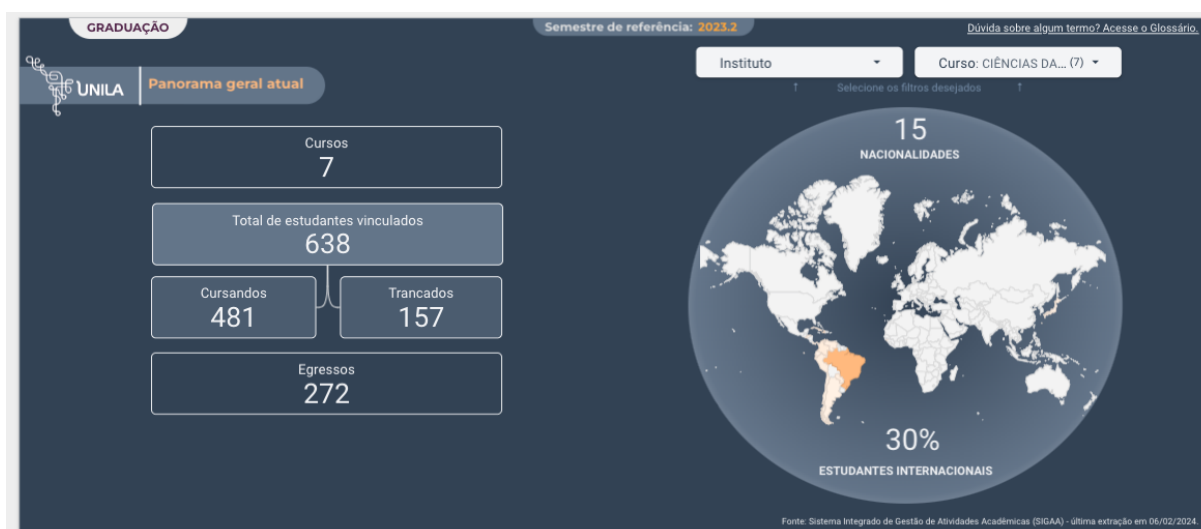 GRADUAÇÃO
Semestre de referência: 2023.2
Dúvida sobre algum termo? Acesse o Glossário.
UNILA
Panorama geral atual
Instituto
Curso: CIÊNCIAS DA... (7)
↑ Selecione os filtros desejados ↑
Cursos
7
Total de estudantes vinculados
638
Cursandos
481
Trancados
157
Egressos
272
15
NACIONALIDADES
30%
ESTUDANTES INTERNACIONAIS
Fonte: Sistema Integrado de Gestão de Atividades Acadêmicas (SIGAA) - última extração em 06/02/2024.